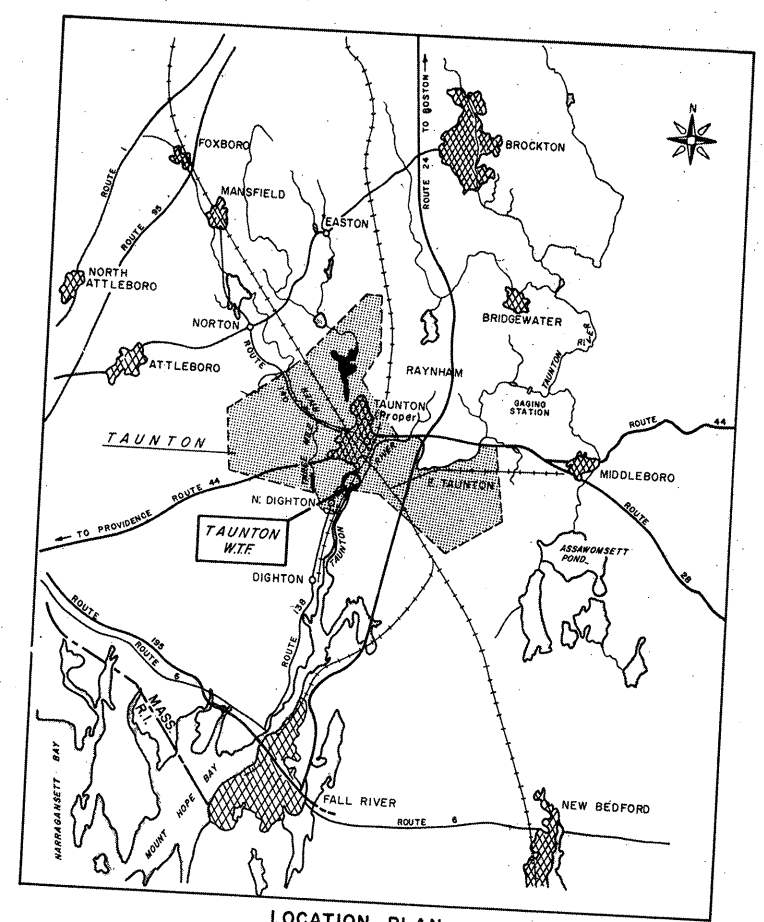 N
TO BOSTON
ROUTE 24
BROCKTON
FOXBORO
ROUTE 1
MANSFIELD
ROUTE 95
EASTON
NORTH
ATTLEBORO
NORTON
BRIDGEWATER
TAUNTON
RIVER
ATTLEBORO
ROUTE
RAYNHAM
TAUNTON
(Proper)
GAGING
STATION
ROUTE 44
TAUNTON
RIVER
MIDDLEBORO
E. TAUNTON
ROUTE 44
TO PROVIDENCE
N. DIGHTON
TAUNTON
W.T.F.
TAUNTON
DIGHTON
ASSAWOMSETT
POND
ROUTE
28
ROUTE 138
ROUTE 195
ROUTE 6
MASS.
R.I.
NARRAGANSETT BAY
MOUNT HOPE BAY
FALL RIVER
ROUTE 6
NEW BEDFORD
LOCATION PLAN